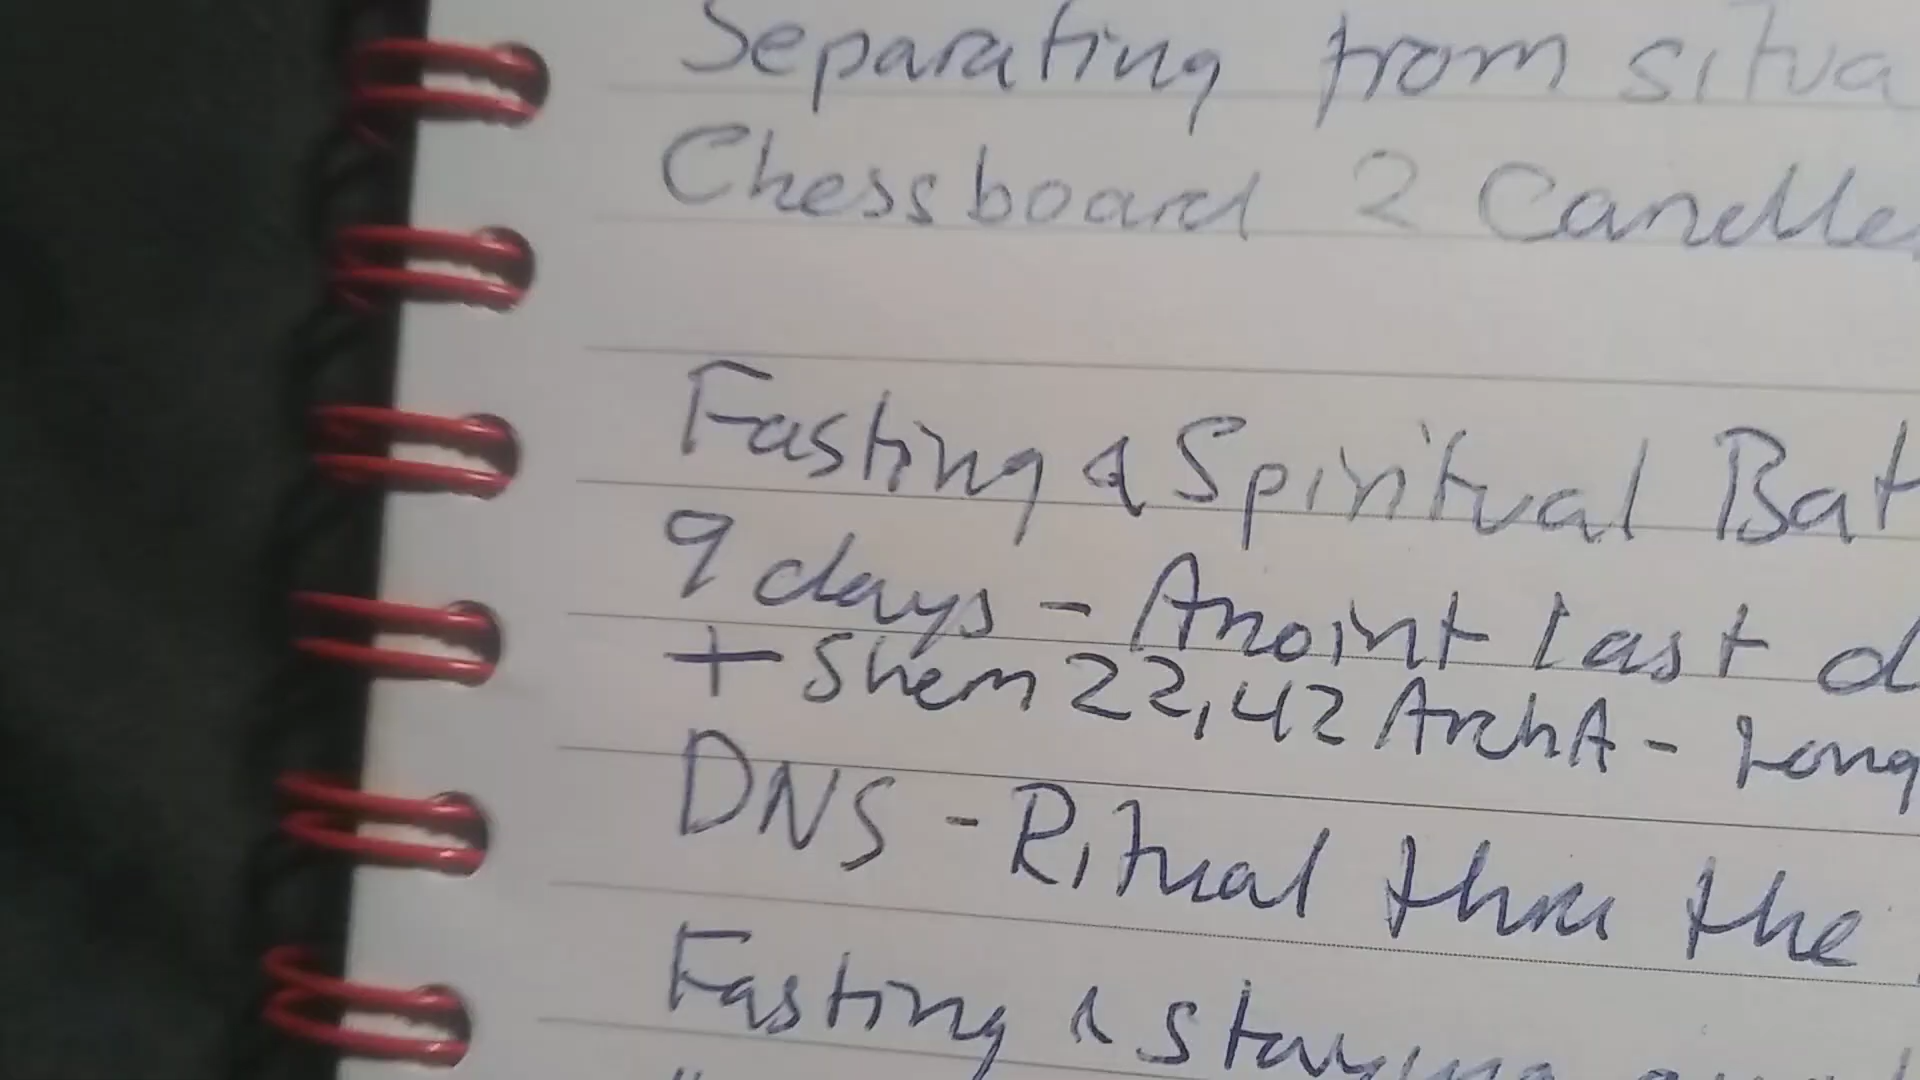 Separating from situa
Chessboard 2 Candle
Fasting & Spiritual Bat
9 days - Anoint last d
+ Shem 22,42 ArchA - Long
DNS - Ritual thru the
Fasting & staying